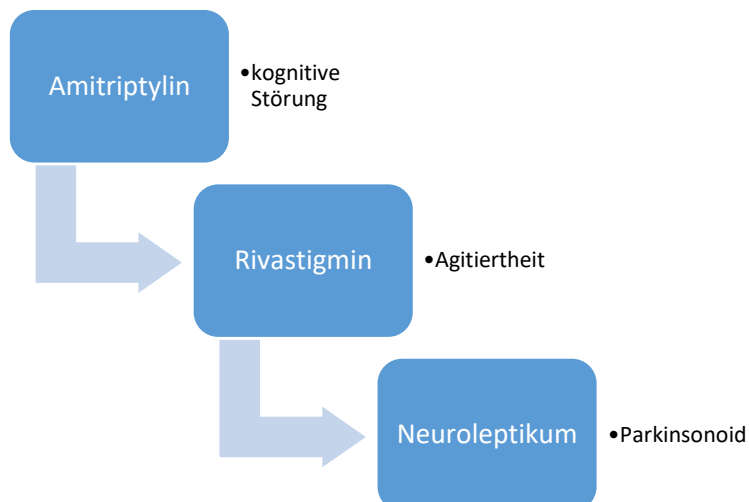 Amitriptylin
•kognitive
Störung
Rivastigmin
•Agitiertheit
Neuroleptikum
•Parkinsonoid